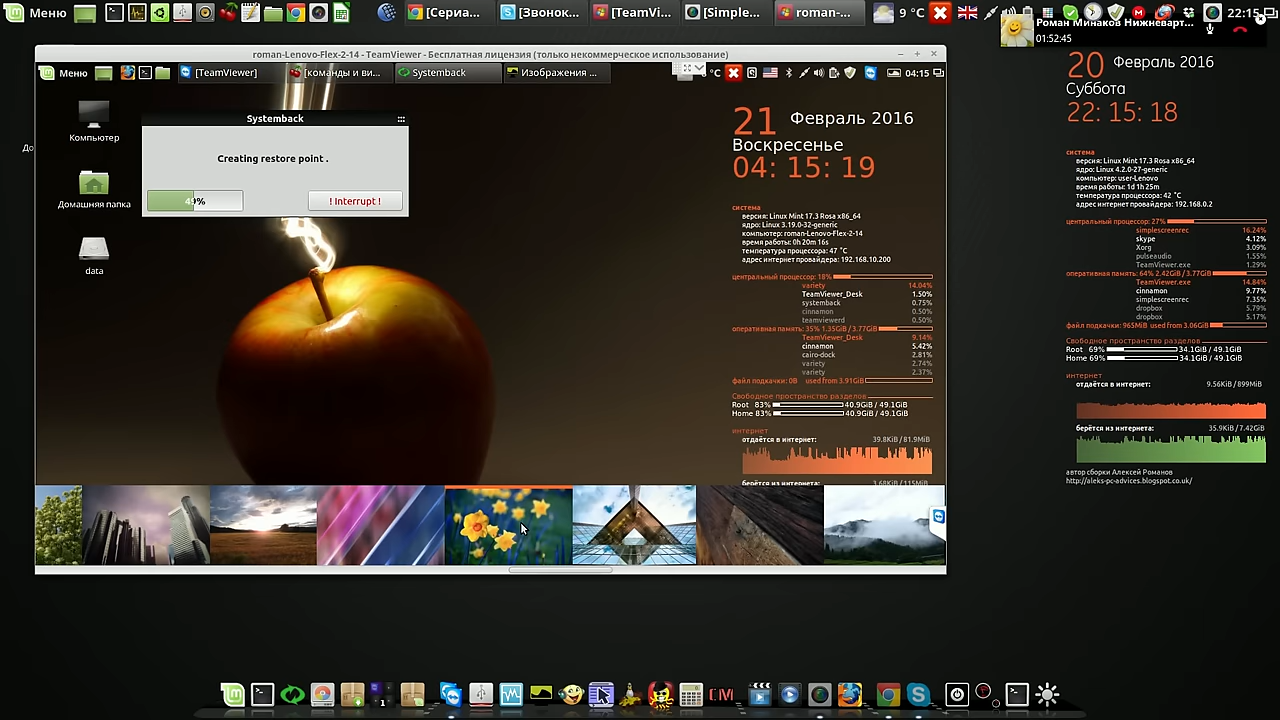 Меню
[Сериа...
[Звонок...
[TeamVi...
[Simple...
roman-...
9 °C
22:15
Роман Минаков Нижневарт...
01:52:45
roman-Lenovo-Flex-2-14 - TeamViewer - Бесплатная лицензия (только некоммерческое использование)
Меню
[TeamViewer]
[команды и ви...
Systemback
Изображения ...
°C
04:15
Компьютер
Домашняя папка
data
Systemback
Creating restore point .
49%
! Interrupt !
21 Февраль 2016
Воскресенье
04: 15: 19
система
версия: Linux Mint 17.3 Rosa x86_64
ядро: Linux 3.19.0-32-generic
компьютер: roman-Lenovo-Flex-2-14
время работы: 0h 20m 16s
температура процессора: 47 °C
адрес интернет провайдера: 192.168.10.200
центральный процессор: 18%
variety 14.04%
TeamViewer_Desk 1.50%
systemback 0.75%
cinnamon 0.50%
teamviewerd 0.50%
оперативная память: 35% 1.35GiB / 3.77GiB
TeamViewer_Desk 9.14%
cinnamon 5.42%
cairo-dock 2.81%
variety 2.74%
variety 2.37%
файл подкачки: 0B used from 3.91GiB
Свободное пространство разделов
Root 83% 40.9GiB / 49.1GiB
Home 83% 40.9GiB / 49.1GiB
интернет
отдаётся в интернет: 39.8KiB / 81.9MiB
берётся из интернета: 3.68KiB / 115MiB
20 Февраль 2016
Суббота
22: 15: 18
система
версия: Linux Mint 17.3 Rosa x86_64
ядро: Linux 4.2.0-27-generic
компьютер: user-Lenovo
время работы: 1d 1h 25m
температура процессора: 42 °C
адрес интернет провайдера: 192.168.0.2
центральный процессор: 27%
simplescreenrec 16.24%
skype 4.12%
Xorg 3.09%
pulseaudio 1.55%
TeamViewer.exe 1.29%
оперативная память: 64% 2.42GiB / 3.77GiB
TeamViewer.exe 14.84%
cinnamon 9.77%
simplescreenrec 7.35%
dropbox 5.79%
dropbox 5.17%
файл подкачки: 965MiB used from 3.06GiB
Свободное пространство разделов
Root 69% 34.1GiB / 49.1GiB
Home 69% 34.1GiB / 49.1GiB
интернет
отдаётся в интернет: 9.56KiB / 899MiB
берётся из интернета: 35.9KiB / 7.42GiB
автор сборки Алексей Романов
http://aleks-pc-advices.blogspot.co.uk/